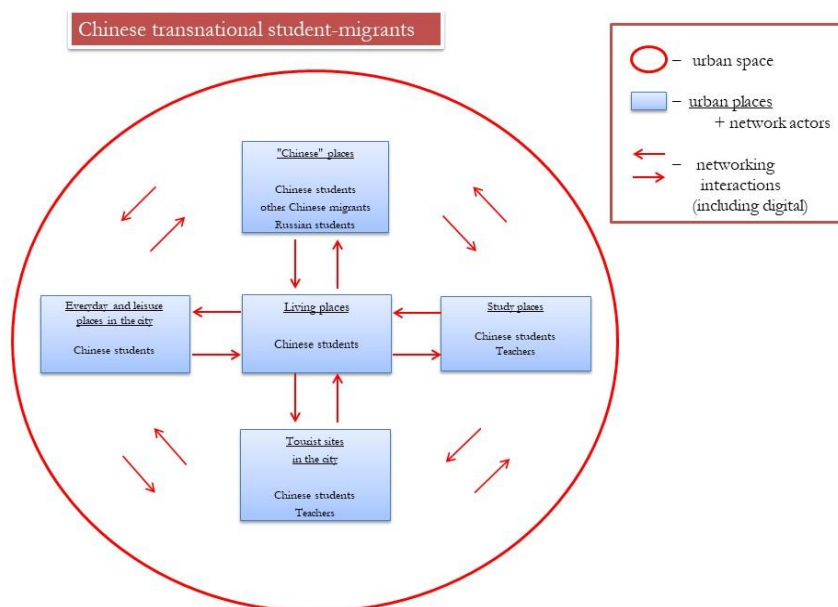 Chinese transnational student-migrants
– urban space
– urban places
+ network actors
– networking
interactions
(including digital)
"Chinese" places
Chinese students
other Chinese migrants
Russian students
Everyday and leisure
places in the city
Chinese students
Living places
Chinese students
Study places
Chinese students
Teachers
Tourist sites
in the city
Chinese students
Teachers